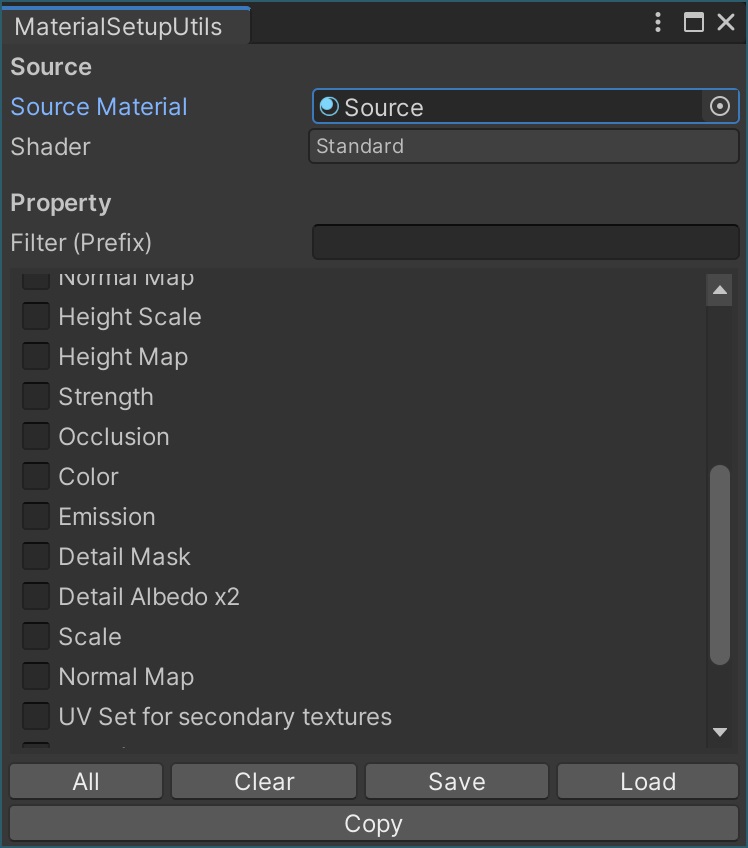 MaterialSetupUtils
Source
Source Material Source
Shader Standard
Property
Filter (Prefix)
Normal Map
Height Scale
Height Map
Strength
Occlusion
Color
Emission
Detail Mask
Detail Albedo x2
Scale
Normal Map
UV Set for secondary textures
All Clear Save Load
Copy